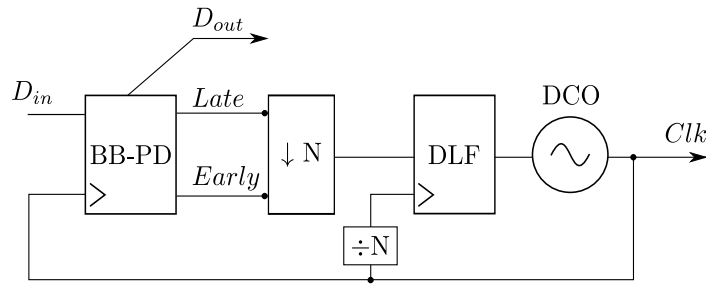 D_out
D_in
Late
DCO
Clk
BB-PD
↓ N
DLF
Early
÷N